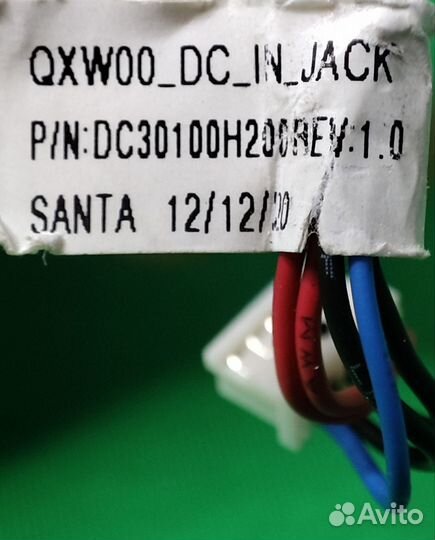 QXW00_DC_IN_JACK
P/N:DC30100H200REV:1.0
SANTA 12/12/20
Avito